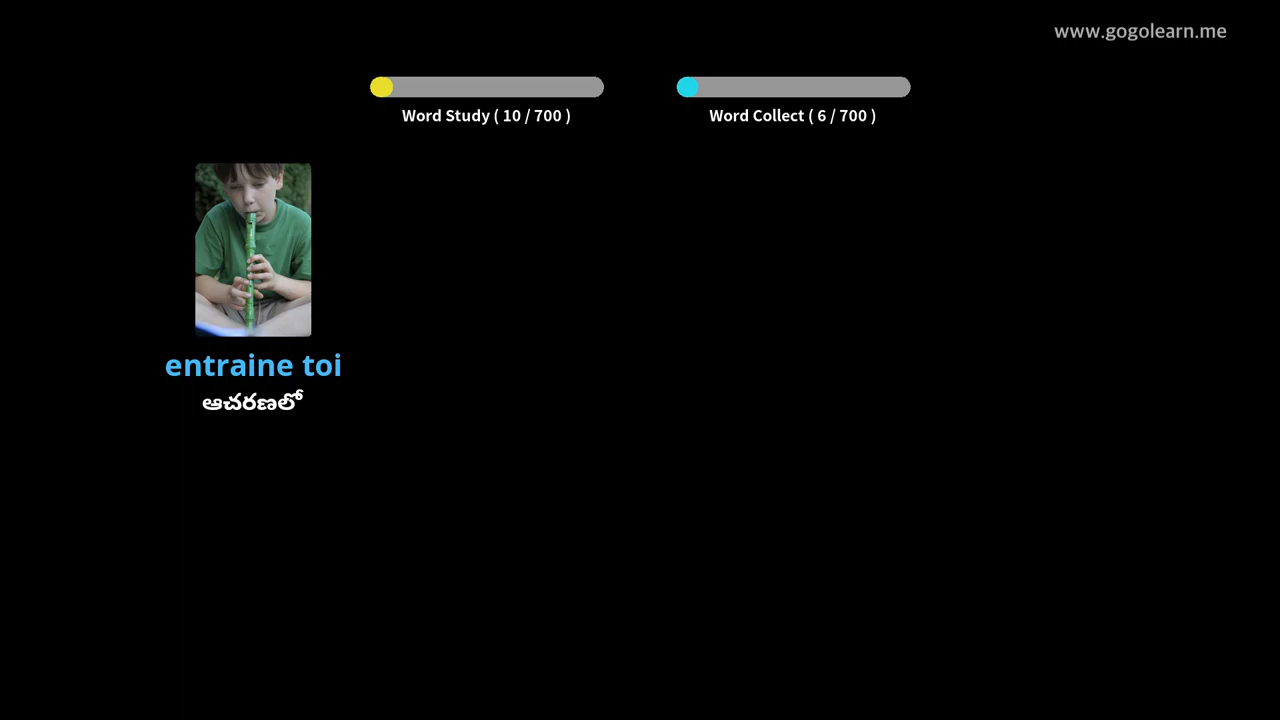 www.gogolearn.me
Word Study ( 10 / 700 )
Word Collect ( 6 / 700 )
entraine toi
ఆచరణలో